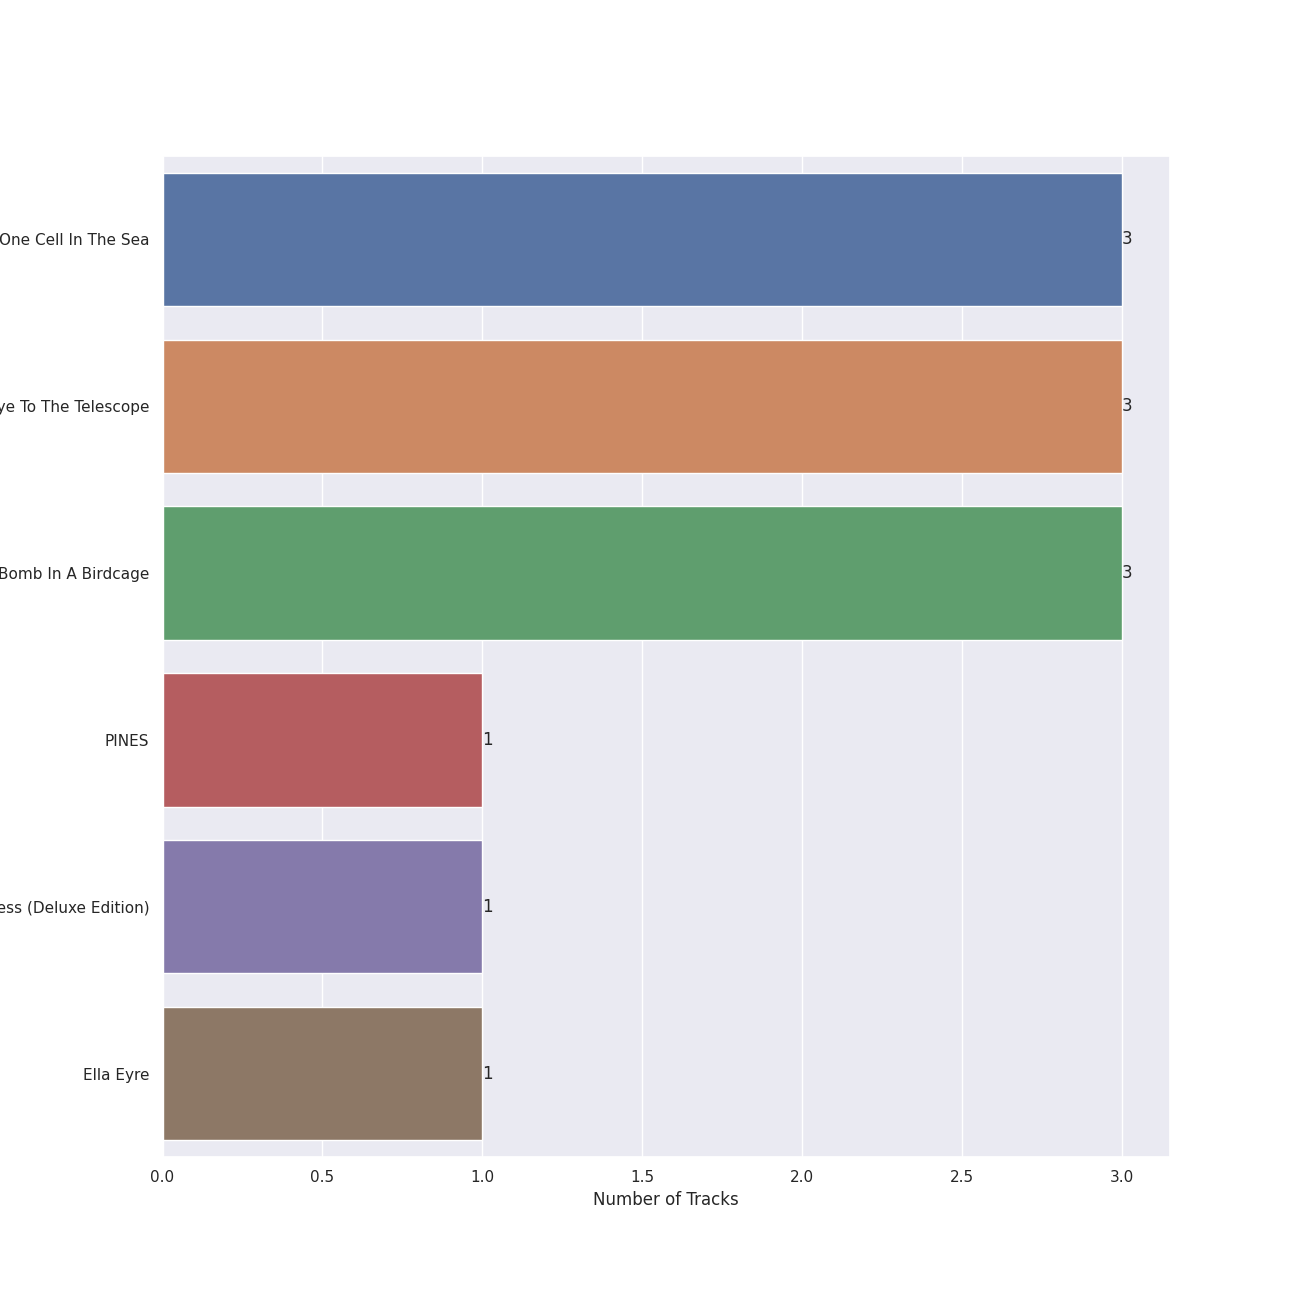 One Cell In The Sea
3
ye To The Telescope
3
Bomb In A Birdcage
3
PINES
1
ess (Deluxe Edition)
1
Ella Eyre
1
0.0 0.5 1.0 1.5 2.0 2.5 3.0
Number of Tracks